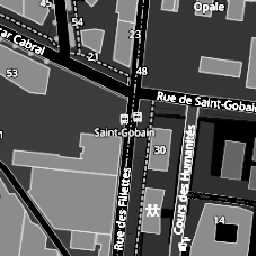 45
Opale
54
23
ar Cabral
21
48
53
Rue de Saint-Gobain
Saint-Gobain
30
Rue des Fillettes
Cours des Humanités
14